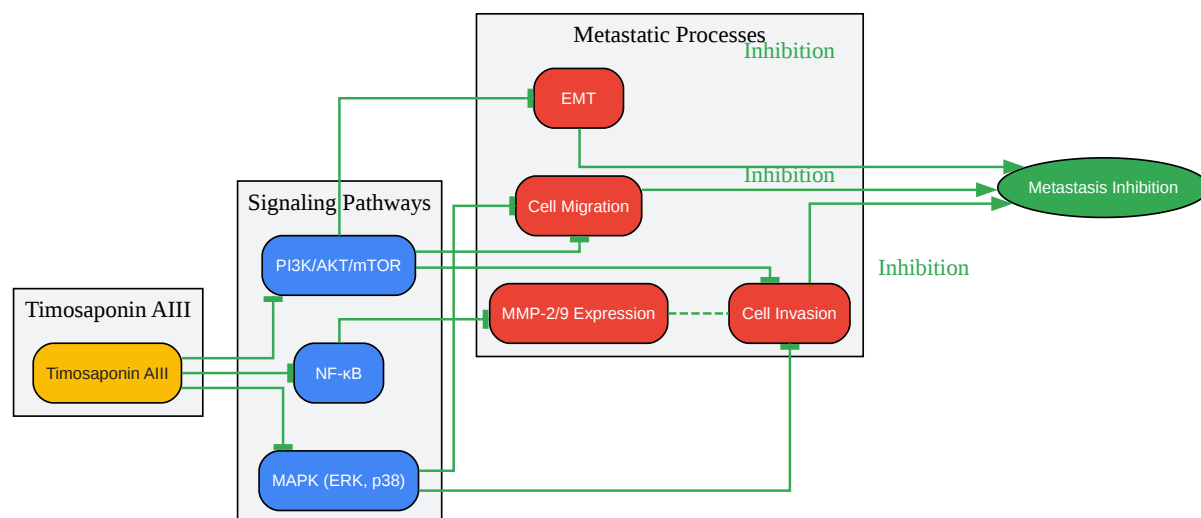 Metastatic Processes
Inhibition
EMT
Inhibition
Metastasis Inhibition
Signaling Pathways
Cell Migration
PI3K/AKT/mTOR
Inhibition
Timosaponin AIII
MMP-2/9 Expression
Cell Invasion
Timosaponin AIII
NF-κB
MAPK (ERK, p38)